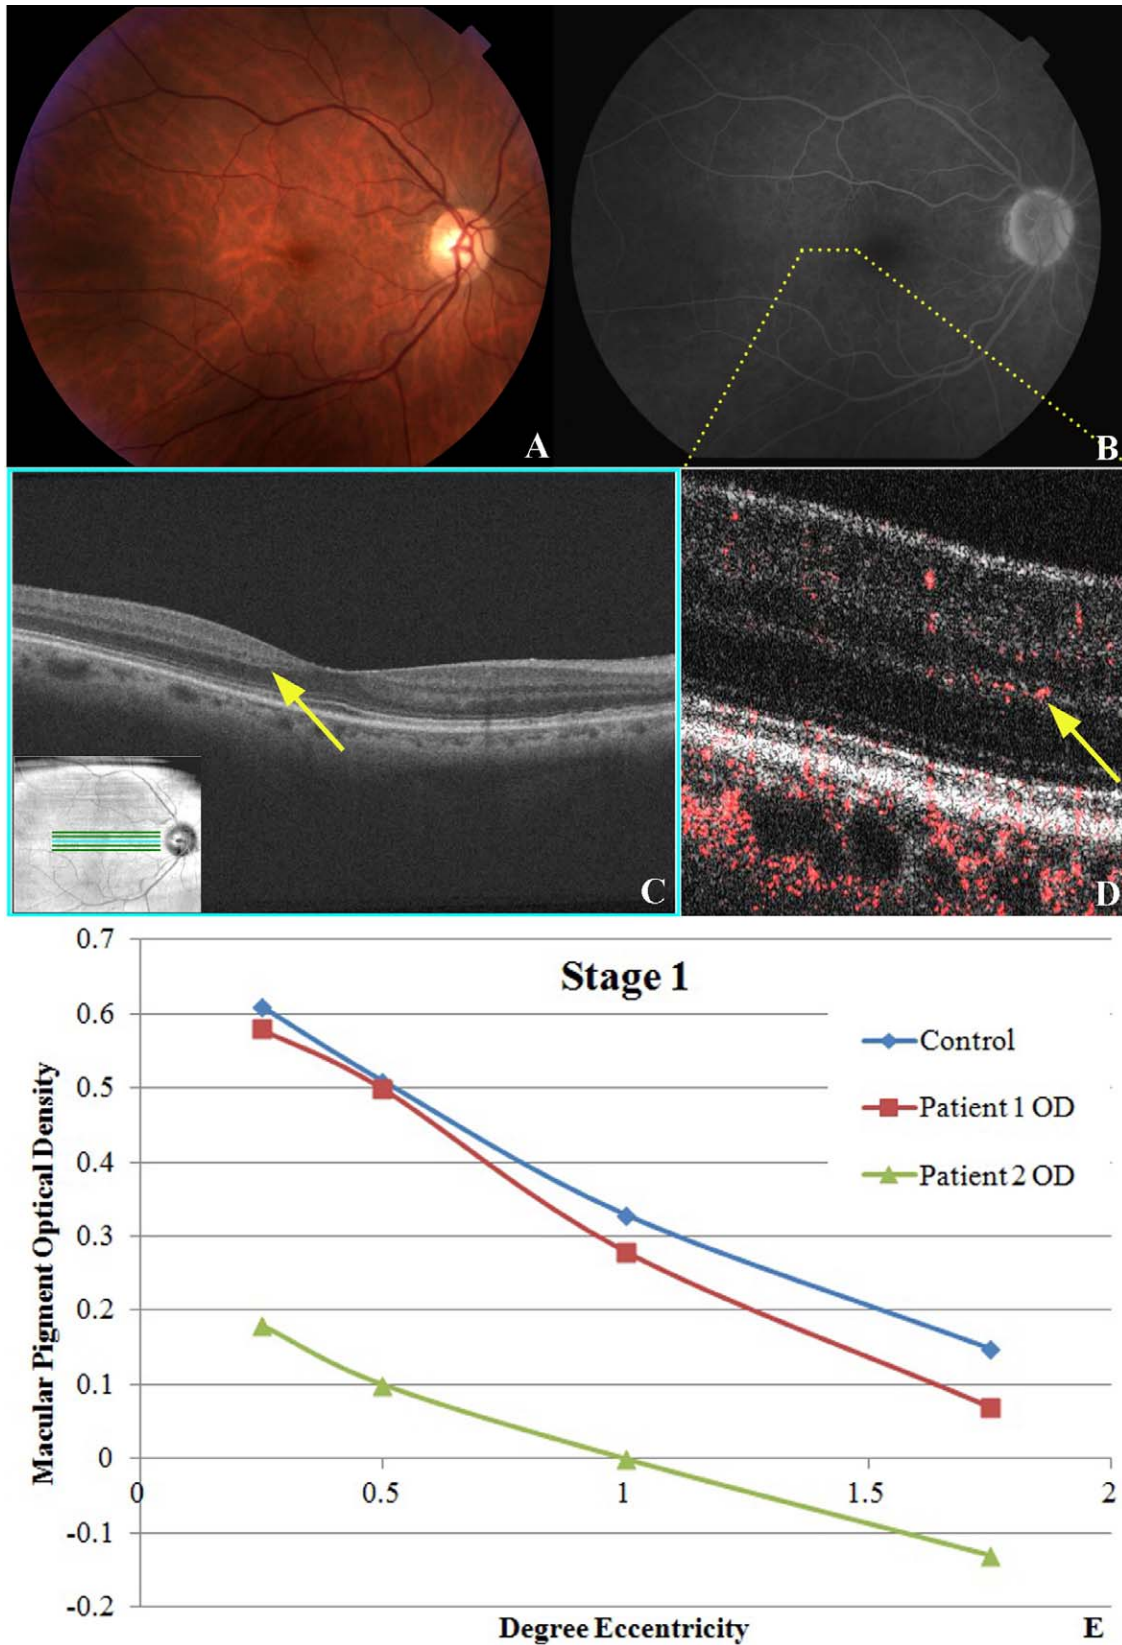 A
B
C
D
Stage 1
Control
Patient 1 OD
Patient 2 OD
Macular Pigment Optical Density
0.7
0.6
0.5
0.4
0.3
0.2
0.1
0
-0.1
-0.2
0
0.5
1
1.5
2
Degree Eccentricity
E